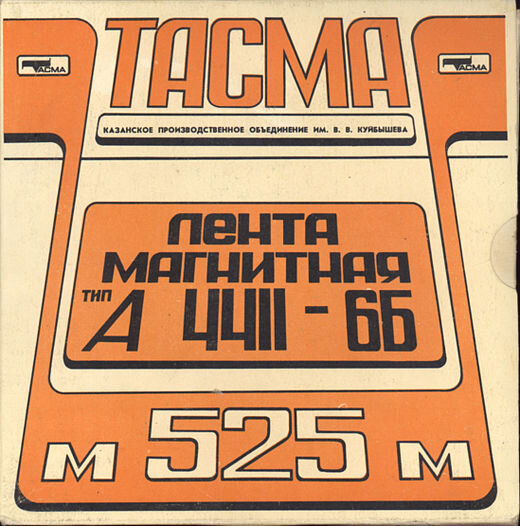 ТАСМА
ТАСМА
ТАСМА
КАЗАНСКОЕ ПРОИЗВОДСТВЕННОЕ ОБЪЕДИНЕНИЕ ИМ. В. В. КУЙБЫШЕВА
ЛЕНТА
МАГНИТНАЯ
ТИП А 4411-6Б
М 525 М